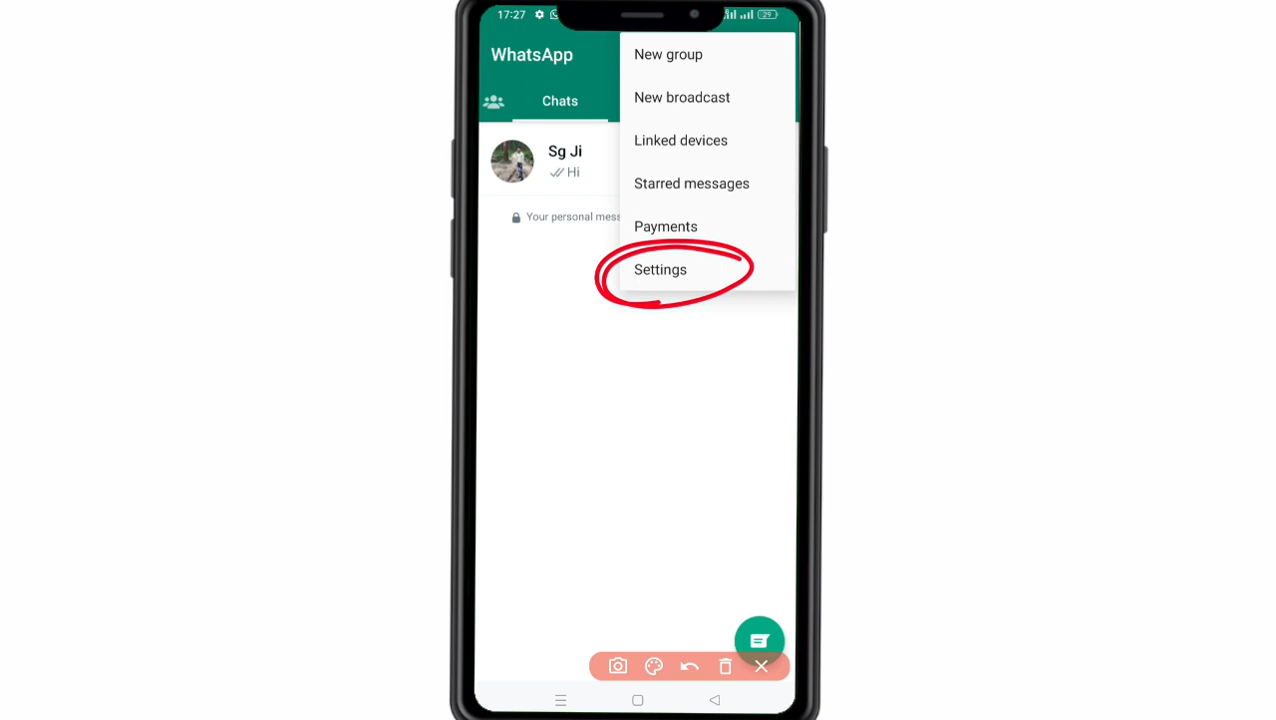 17:27
29
WhatsApp
Chats
Sg Ji
Hi
Your personal mess
New group
New broadcast
Linked devices
Starred messages
Payments
Settings